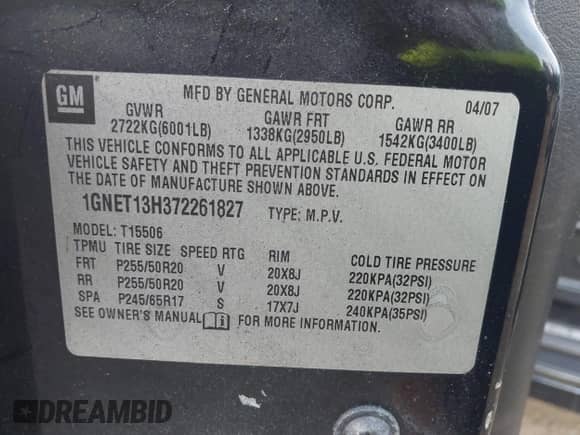 GM
MFD BY GENERAL MOTORS CORP. 04/07
GVWR GAWR FRT GAWR RR
2722KG(6001LB) 1338KG(2950LB) 1542KG(3400LB)
THIS VEHICLE CONFORMS TO ALL APPLICABLE U.S. FEDERAL MOTOR
VEHICLE SAFETY AND THEFT PREVENTION STANDARDS IN EFFECT ON
THE DATE OF MANUFACTURE SHOWN ABOVE.
1GNET13H372261827 TYPE: M.P.V.
MODEL: T15506
TPMU TIRE SIZE SPEED RTG RIM COLD TIRE PRESSURE
FRT P255/50R20 V 20X8J 220KPA(32PSI)
RR P255/50R20 V 20X8J 220KPA(32PSI)
SPA P245/65R17 S 17X7J 240KPA(35PSI)
SEE OWNER'S MANUAL FOR MORE INFORMATION.
DREAMBID